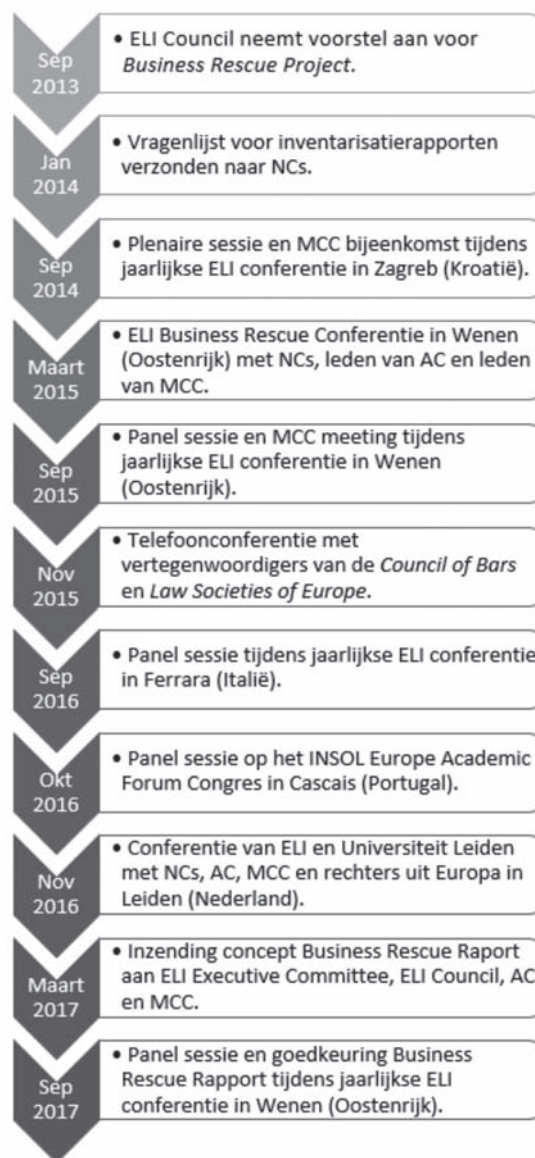 Sep
2013
• ELI Council neemt voorstel aan voor
Business Rescue Project.
Jan
2014
• Vragenlijst voor inventarisatierapporten
verzonden naar NCs.
Sep
2014
• Plenaire sessie en MCC bijeenkomst tijdens
jaarlijkse ELI conferentie in Zagreb (Kroatië).
Maart
2015
• ELI Business Rescue Conferentie in Wenen
(Oostenrijk) met NCs, leden van AC en leden
van MCC.
Sep
2015
• Panel sessie en MCC meeting tijdens
jaarlijkse ELI conferentie in Wenen
(Oostenrijk).
Nov
2015
• Telefoonconferentie met
vertegenwoordigers van de Council of Bars
en Law Societies of Europe.
Sep
2016
• Panel sessie tijdens jaarlijkse ELI conferentie
in Ferrara (Italië).
Okt
2016
• Panel sessie op het INSOL Europe Academic
Forum Congres in Cascais (Portugal).
Nov
2016
• Conferentie van ELI en Universiteit Leiden
met NCs, AC, MCC en rechters uit Europa in
Leiden (Nederland).
Maart
2017
• Inzending concept Business Rescue Raport
aan ELI Executive Committee, ELI Council, AC
en MCC.
Sep
2017
• Panel sessie en goedkeuring Business
Rescue Rapport tijdens jaarlijkse ELI
conferentie in Wenen (Oostenrijk).